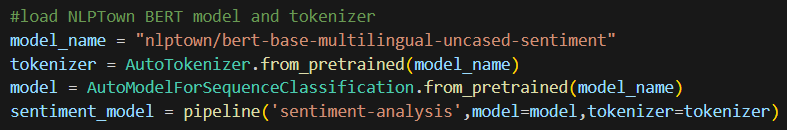 #load NLPTown BERT model and tokenizer
model_name = "nlptown/bert-base-multilingual-uncased-sentiment"
tokenizer = AutoTokenizer.from_pretrained(model_name)
model = AutoModelForSequenceClassification.from_pretrained(model_name)
sentiment_model = pipeline('sentiment-analysis',model=model,tokenizer=tokenizer)